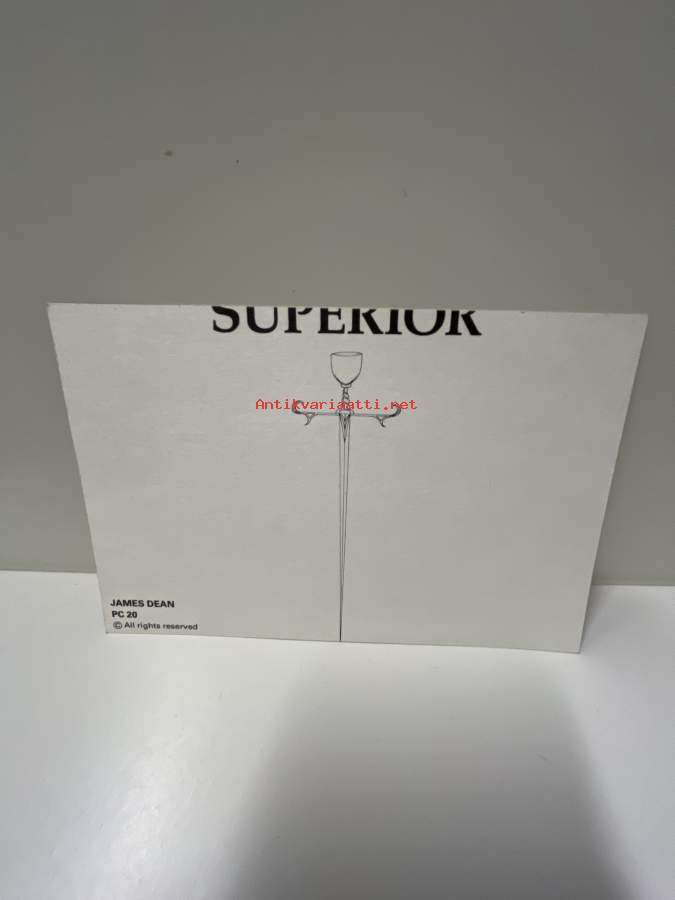 SUPERIOR
Antikvariaatti.net
JAMES DEAN
PC 20
© All rights reserved